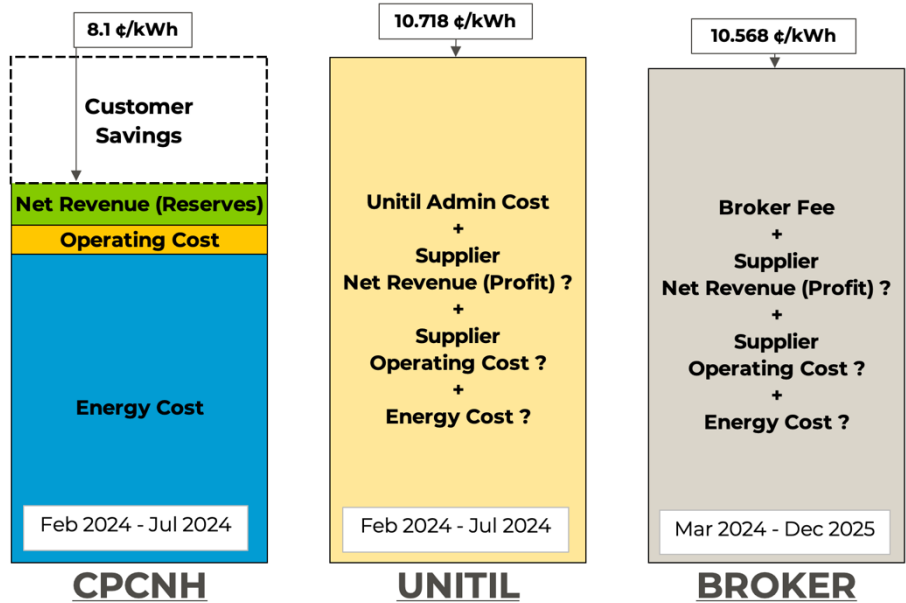 8.1 ¢/kWh
Customer
Savings
Net Revenue (Reserves)
Operating Cost
Energy Cost
Feb 2024 - Jul 2024
CPCNH
10.718 ¢/kWh
Unitil Admin Cost
+
Supplier
Net Revenue (Profit) ?
+
Supplier
Operating Cost ?
+
Energy Cost ?
Feb 2024 - Jul 2024
UNITIL
10.568 ¢/kWh
Broker Fee
+
Supplier
Net Revenue (Profit) ?
+
Supplier
Operating Cost ?
+
Energy Cost ?
Mar 2024 - Dec 2025
BROKER